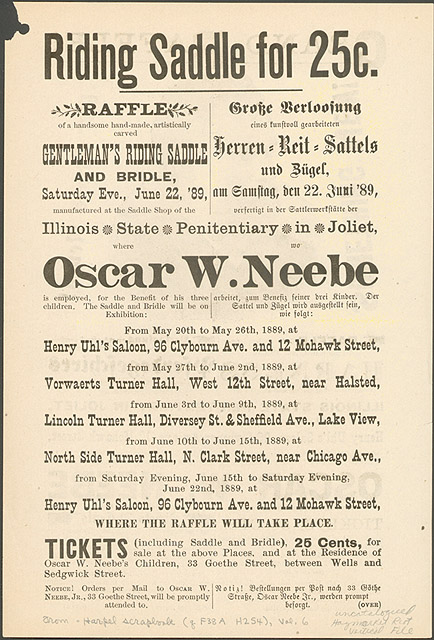 Riding Saddle for 25c.
RAFFLE
of a handsome hand-made, artistically
carved
GENTLEMAN'S RIDING SADDLE
AND BRIDLE,
Saturday Eve., June 22, '89,
manufactured at the Saddle Shop of the
Große Verloosung
eines kunstvoll gearbeiteten
Herren-Reit-Sattels
und Zügel,
am Samstag, den 22. Juni '89,
verfertigt in der Sattlerwerkstätte der
Illinois State Penitentiary in Joliet,
where
wo
Oscar W. Neebe
is employed, for the Benefit of his three
children. The Saddle and Bridle will be on
Exhibition:
arbeitet, zum Benefiz seiner drei Kinder. Der
Sattel und Zügel wird ausgestellt sein,
wie folgt:
From May 20th to May 26th, 1889, at
Henry Uhl's Saloon, 96 Clybourn Ave. and 12 Mohawk Street,
From May 27th to June 2nd, 1889, at
Vorwaerts Turner Hall, West 12th Street, near Halsted,
From June 3rd to June 9th, 1889, at
Lincoln Turner Hall, Diversey St. & Sheffield Ave., Lake View,
From June 10th to June 15th, 1889, at
North Side Turner Hall, N. Clark Street, near Chicago Ave.,
From Saturday Evening, June 15th to Saturday Evening,
June 22nd, 1889, at
Henry Uhl's Saloon, 96 Clybourn Ave. and 12 Mohawk Street,
WHERE THE RAFFLE WILL TAKE PLACE.
TICKETS (including Saddle and Bridle), 25 Cents, for
sale at the above Places, and at the Residence of
Oscar W. Neebe's Children, 33 Goethe Street, between Wells and
Sedgwick Street.
NOTICE! Orders per Mail to OSCAR W.
NEEBE, JR., 33 Goethe Street, will be promptly
attended to.
Notiz! Bestellungen per Post nach 33 Göthe
Straße, Oscar Neebe Jr., werden prompt
besorgt.
(OVER)
From - Harpel scrapbook (q F38A H254), vol. 6
uncatalogued
Haymarket Riot
Vertical File